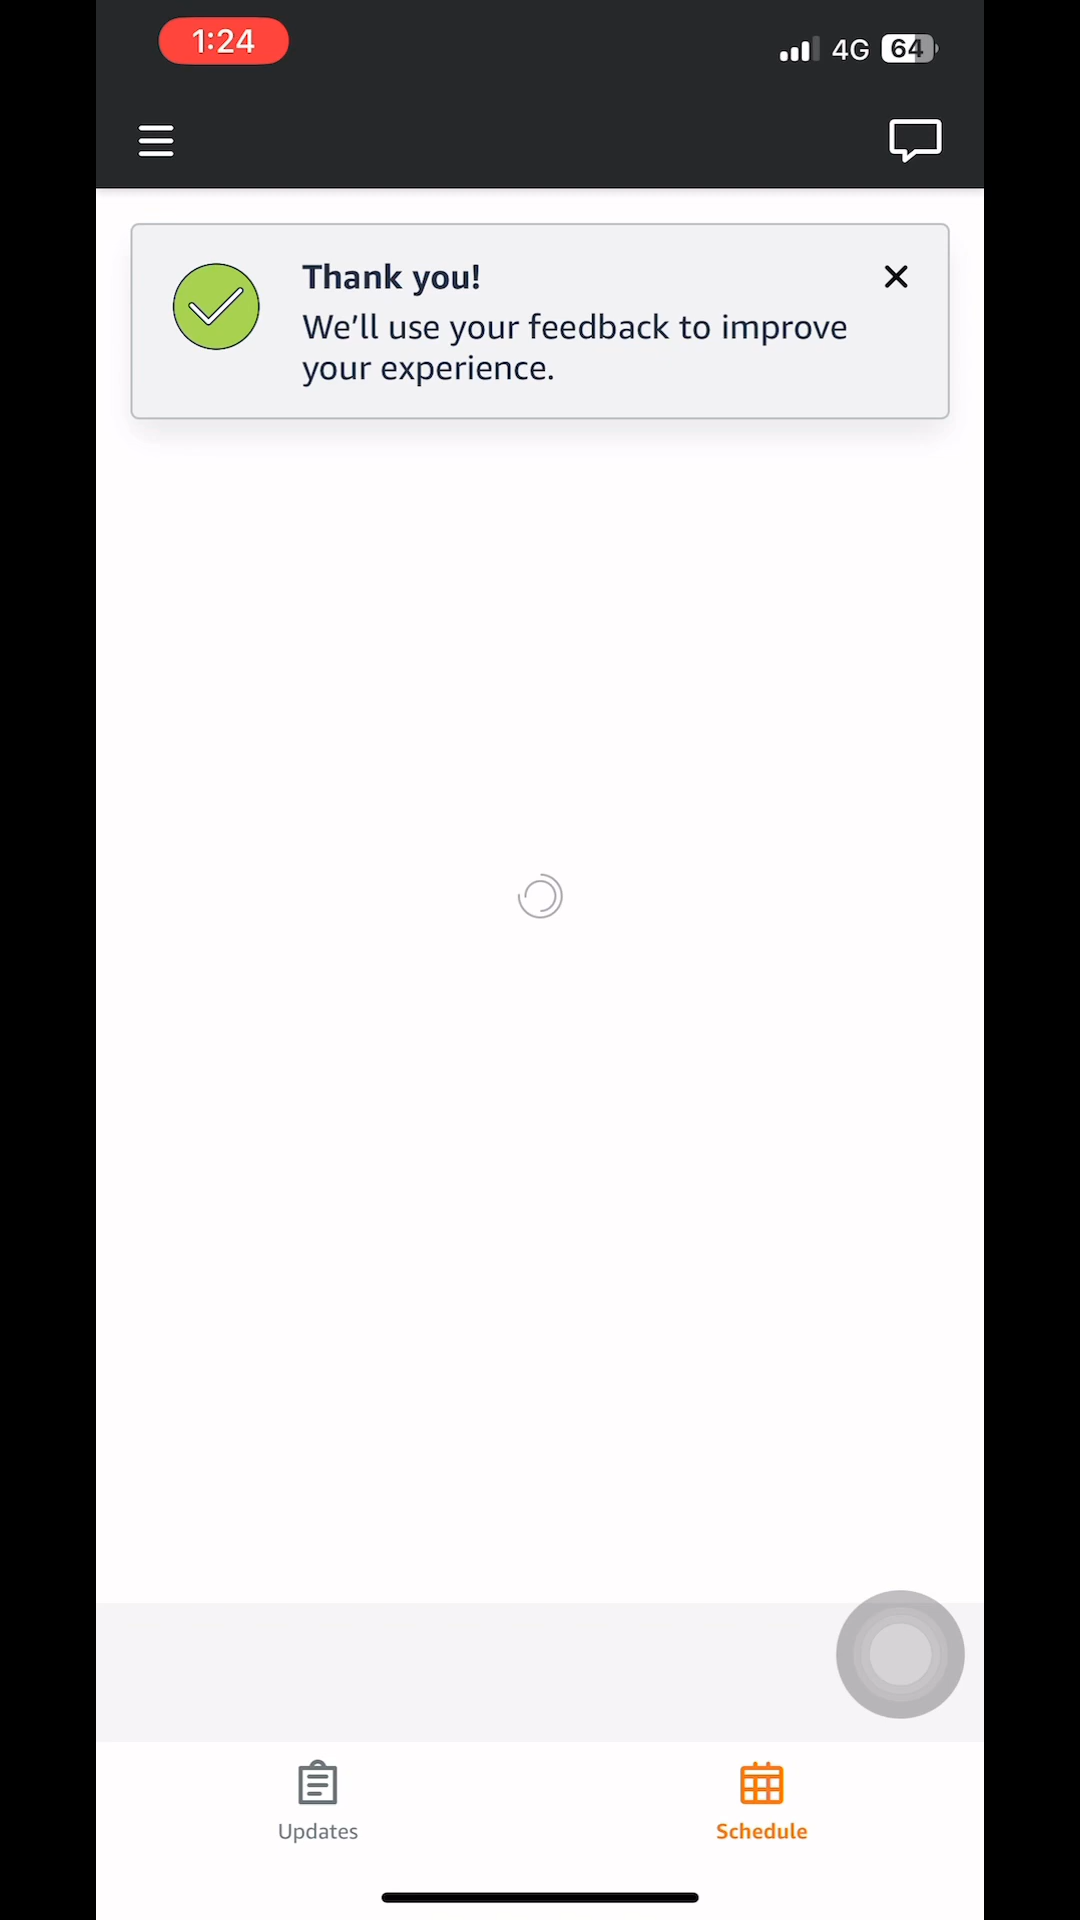 1:24
4G 64
Thank you!
We’ll use your feedback to improve
your experience.
Updates
Schedule